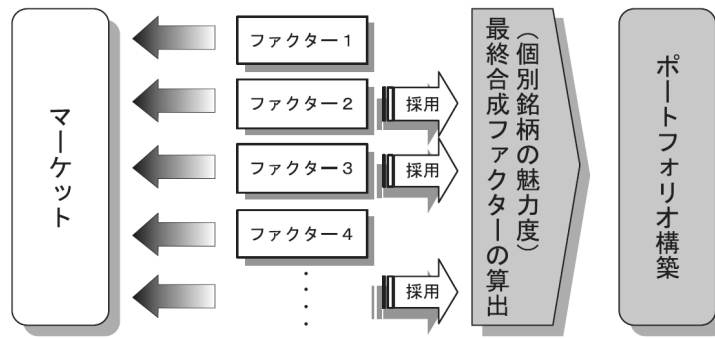 マーケット
ファクター1
ファクター2
採用
ファクター3
採用
ファクター4
採用
最終合成ファクターの算出
（個別銘柄の魅力度）
ポートフォリオ構築